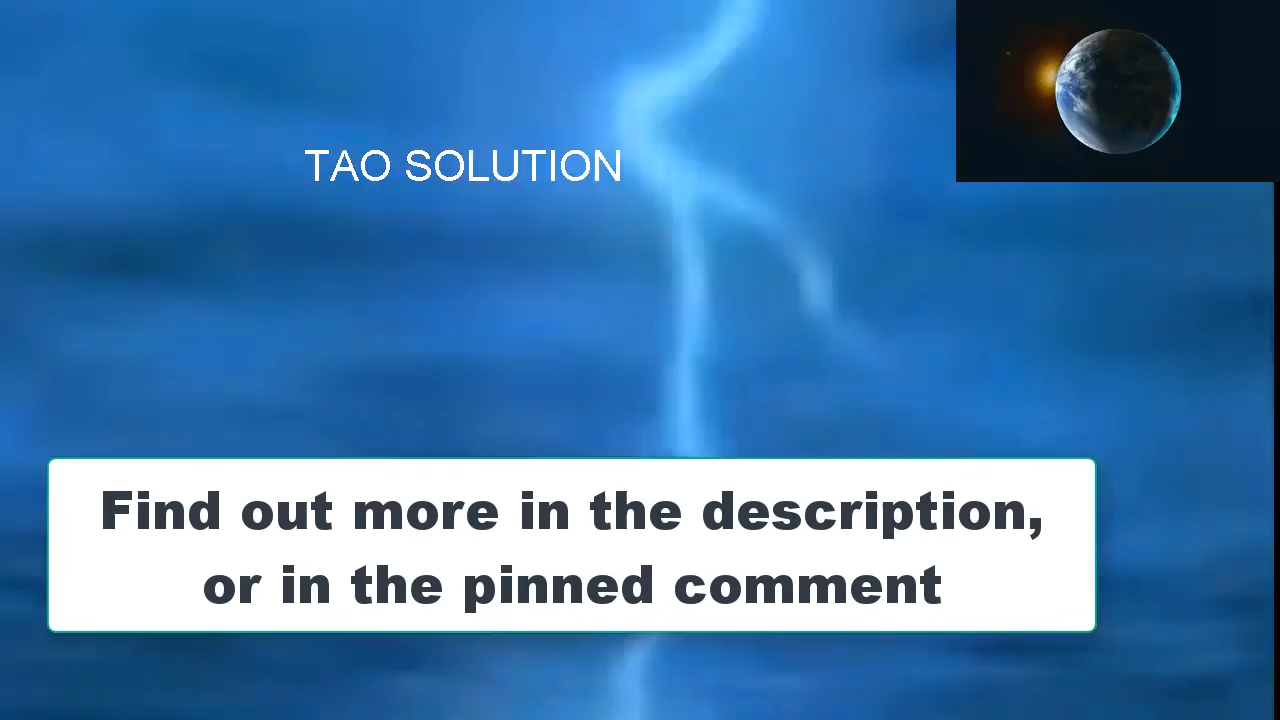 TAO SOLUTION
Find out more in the description,
or in the pinned comment